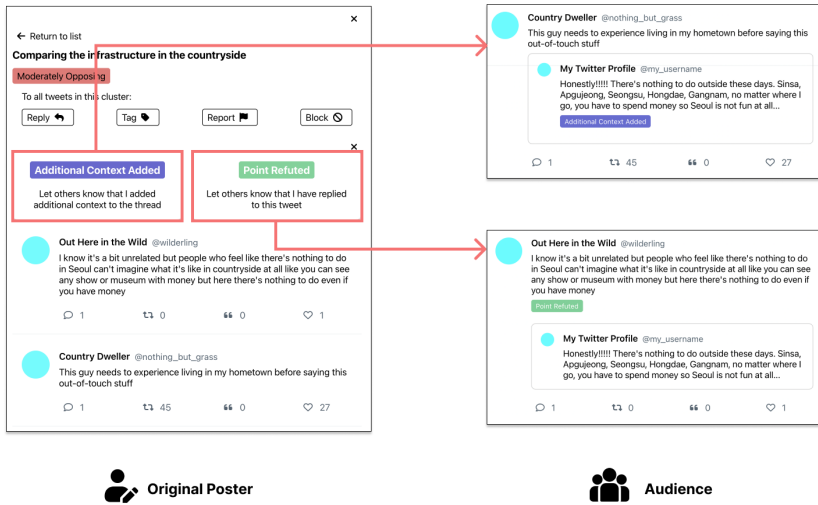 Return to list
Comparing the infrastructure in the countryside
Moderately Opposing
To all tweets in this cluster:
Reply
Tag
Report
Block
Additional Context Added
Let others know that I added
additional context to the thread
Point Refuted
Let others know that I have replied
to this tweet
Out Here in the Wild @wilderling
I know it's a bit unrelated but people who feel like there's nothing to do
in Seoul can't imagine what it's like in countryside at all like you can see
any show or museum with money but here there's nothing to do even if
you have money
1 0 0 1
Country Dweller @nothing_but_grass
This guy needs to experience living in my hometown before saying this
out-of-touch stuff
1 45 0 27
Original Poster
Country Dweller @nothing_but_grass
This guy needs to experience living in my hometown before saying this
out-of-touch stuff
My Twitter Profile @my_username
Honestly!!!!! There's nothing to do outside these days. Sinsa,
Apgujeong, Seongsu, Hongdae, Gangnam, no matter where I
go, you have to spend money so Seoul is not fun at all...
Additional Context Added
1 45 0 27
Out Here in the Wild @wilderling
I know it's a bit unrelated but people who feel like there's nothing to do
in Seoul can't imagine what it's like in countryside at all like you can see
any show or museum with money but here there's nothing to do even if
you have money
Point Refuted
My Twitter Profile @my_username
Honestly!!!!! There's nothing to do outside these days. Sinsa,
Apgujeong, Seongsu, Hongdae, Gangnam, no matter where I
go, you have to spend money so Seoul is not fun at all...
1 0 0 1
Audience